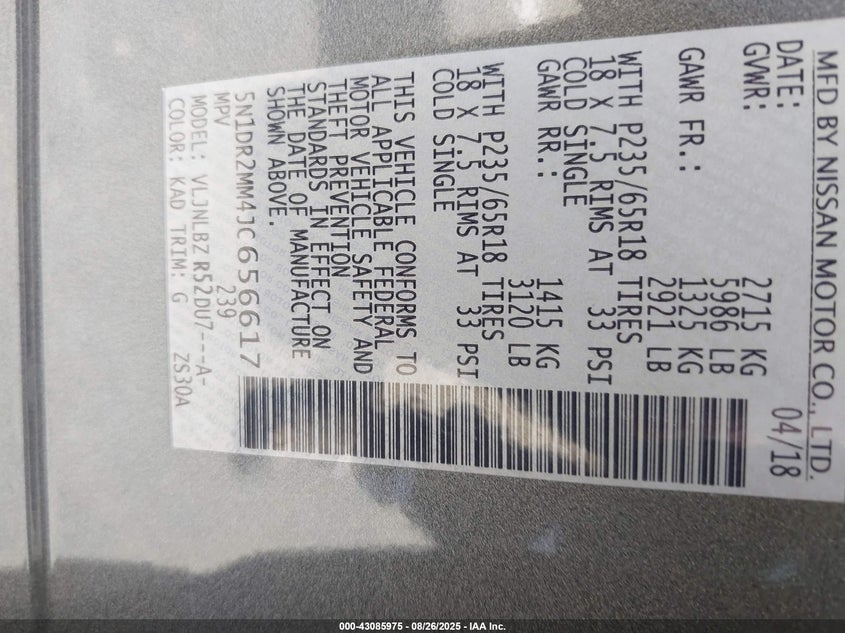 MFD BY NISSAN MOTOR CO., LTD.
DATE: 04/18
GVWR: 2715 KG
5986 LB
GAWR FR.: 1325 KG
2921 LB
WITH P235/65R18 TIRES
18 X 7.5 RIMS AT 33 PSI
COLD SINGLE
GAWR RR.: 1415 KG
3120 LB
WITH P235/65R18 TIRES
18 X 7.5 RIMS AT 33 PSI
COLD SINGLE
THIS VEHICLE CONFORMS TO
ALL APPLICABLE FEDERAL
MOTOR VEHICLE SAFETY AND
THEFT PREVENTION
STANDARDS IN EFFECT ON
THE DATE OF MANUFACTURE
SHOWN ABOVE.
5N1DR2MM4JC656617
MPV 239
MODEL: VLJNLBZ R52DU7---A-
COLOR: KAD TRIM: G ZS30A
000-43085975 - 08/26/2025 - IAA Inc.